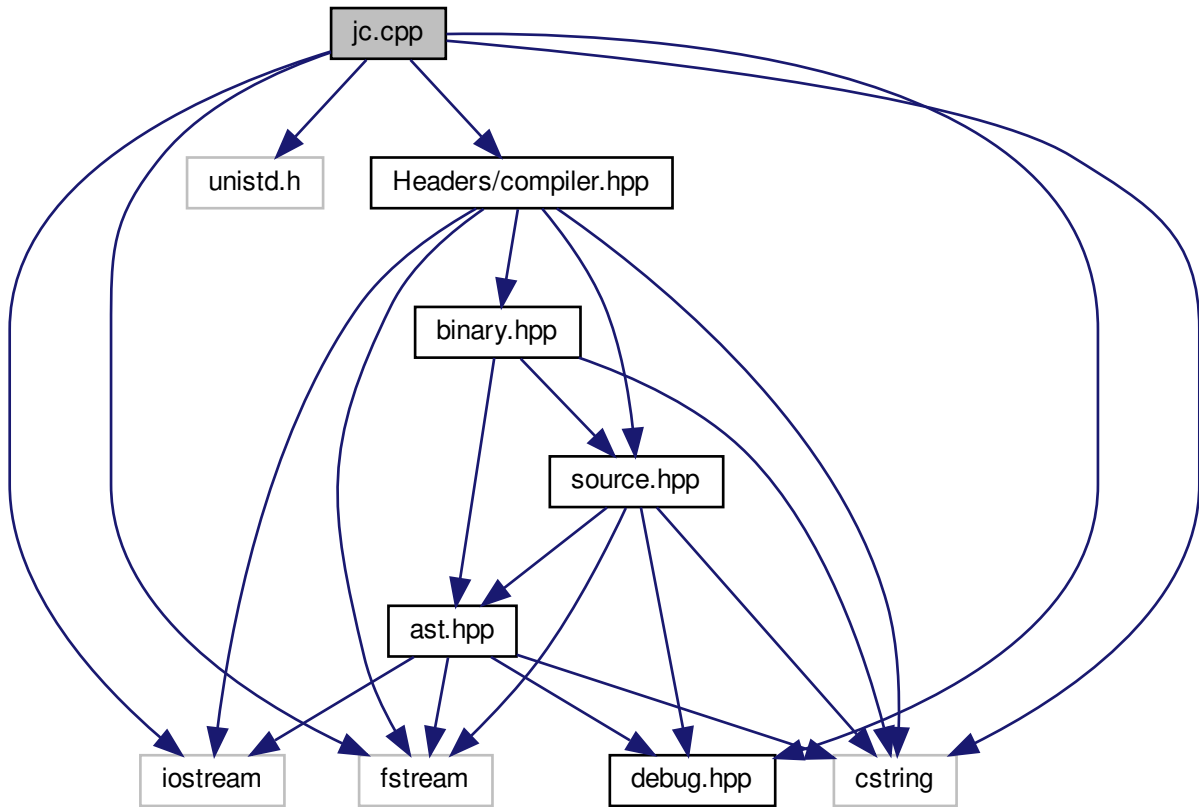 jc.cpp
unistd.h
Headers/compiler.hpp
binary.hpp
source.hpp
ast.hpp
iostream
fstream
debug.hpp
cstring